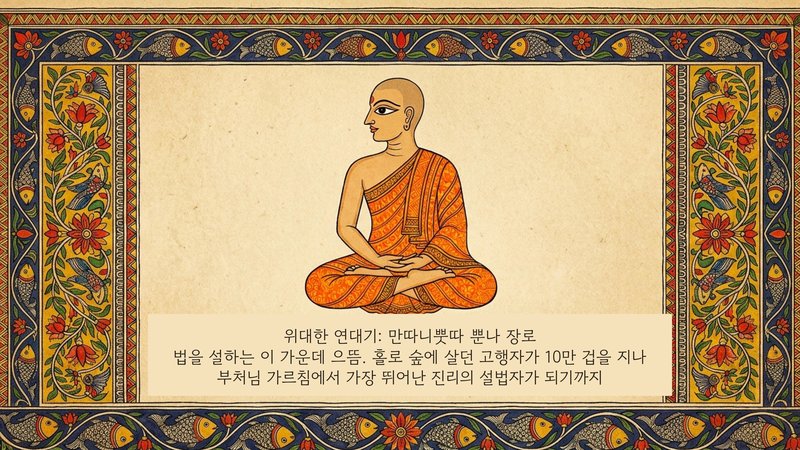 위대한 연대기: 만따니뿟따 뿐나 장로
법을 설하는 이 가운데 으뜸. 홀로 숲에 살던 고행자가 10만 겁을 지나
부처님 가르침에서 가장 뛰어난 진리의 설법자가 되기까지